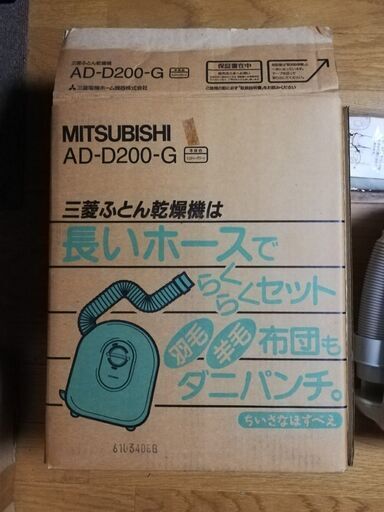 三菱ふとん乾燥機
AD-D200-G
三菱電機ホーム機器株式会社
保証書在中
MITSUBISHI
AD-D200-G
三菱ふとん乾燥機は
長いホースで
らくらくセット
羽毛 羊毛 布団も
ダニパンチ。
ちいさなほすべえ
6103406B